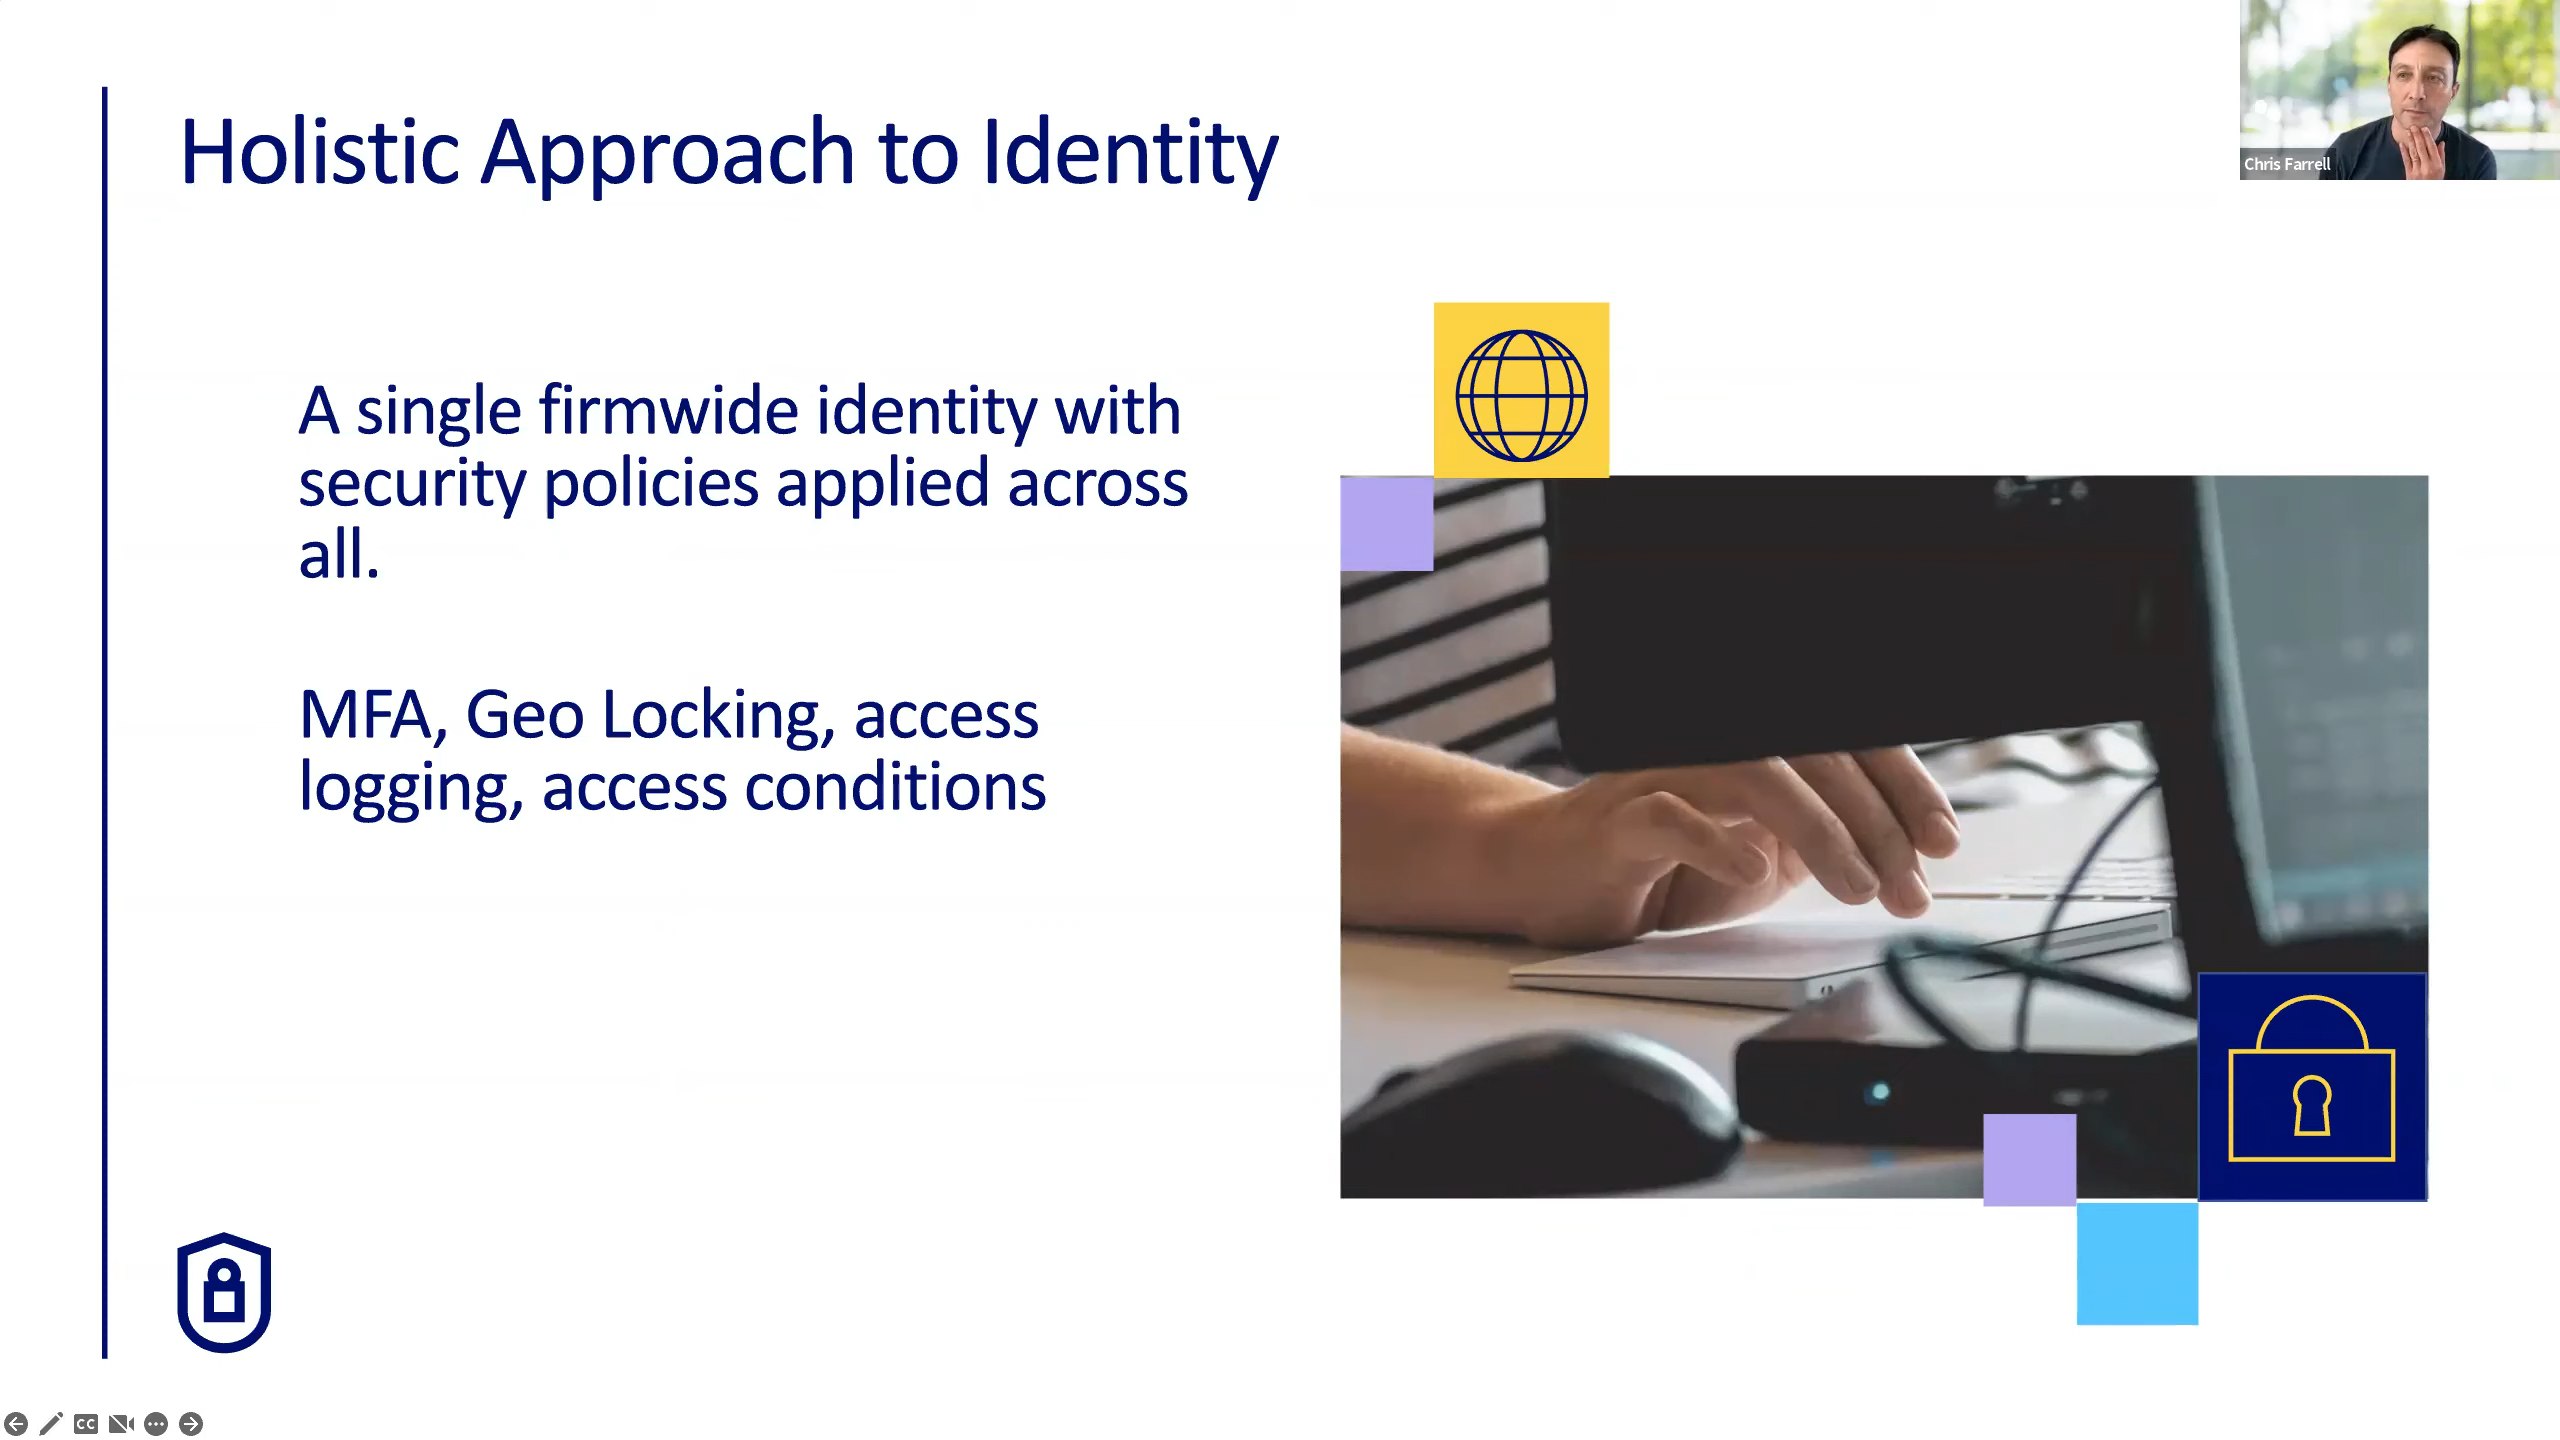 Holistic Approach to Identity
Chris Farrell
A single firmwide identity with
security policies applied across
all.
MFA, Geo Locking, access
logging, access conditions
CC